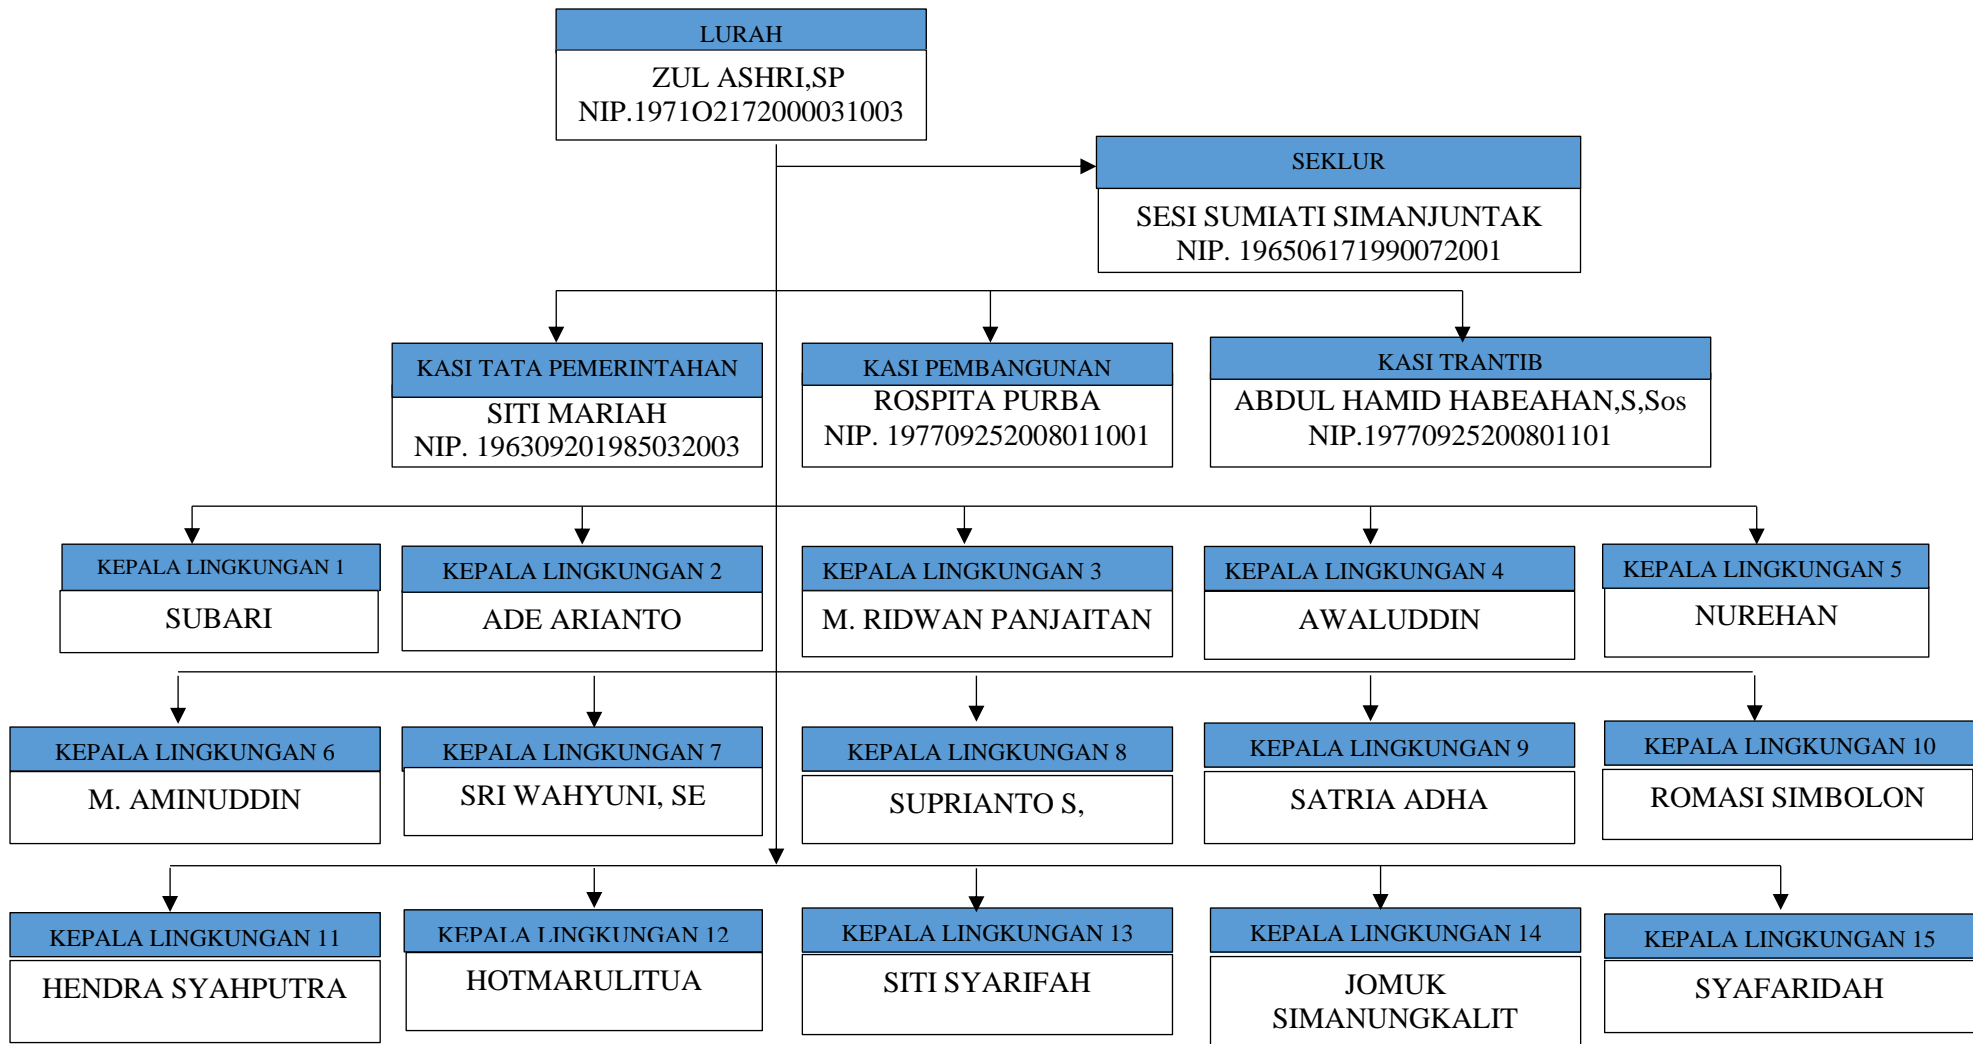 LURAH
ZUL ASHRI,SP
NIP.1971O2172000031003
SEKLUR
SESI SUMIATI SIMANJUNTAK
NIP. 196506171990072001
KASI TATA PEMERINTAHAN
SITI MARIAH
NIP. 196309201985032003
KASI PEMBANGUNAN
ROSPITA PURBA
NIP. 197709252008011001
KASI TRANTIB
ABDUL HAMID HABEAHAN,S,Sos
NIP.19770925200801101
KEPALA LINGKUNGAN 1
SUBARI
KEPALA LINGKUNGAN 2
ADE ARIANTO
KEPALA LINGKUNGAN 3
M. RIDWAN PANJAITAN
KEPALA LINGKUNGAN 4
AWALUDDIN
KEPALA LINGKUNGAN 5
NUREHAN
KEPALA LINGKUNGAN 6
M. AMINUDDIN
KEPALA LINGKUNGAN 7
SRI WAHYUNI, SE
KEPALA LINGKUNGAN 8
SUPRIANTO S,
KEPALA LINGKUNGAN 9
SATRIA ADHA
KEPALA LINGKUNGAN 10
ROMASI SIMBOLON
KEPALA LINGKUNGAN 11
HENDRA SYAHPUTRA
KEPALA LINGKUNGAN 12
HOTMARULITUA
KEPALA LINGKUNGAN 13
SITI SYARIFAH
KEPALA LINGKUNGAN 14
JOMUK
SIMANUNGKALIT
KEPALA LINGKUNGAN 15
SYAFARIDAH